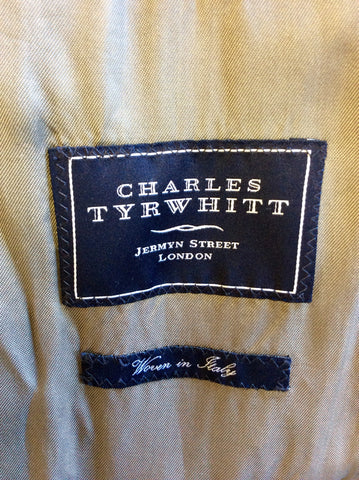 CHARLES
TYRWHITT
JERMYN STREET
LONDON
Woven in Italy